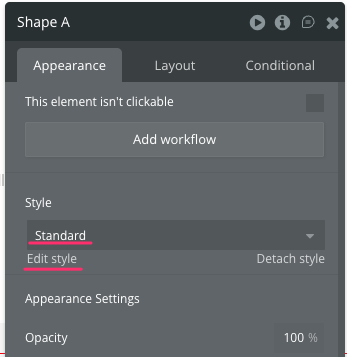 Shape A
Appearance Layout Conditional
This element isn't clickable
Add workflow
Style
Standard
Edit style Detach style
Appearance Settings
Opacity 100 %